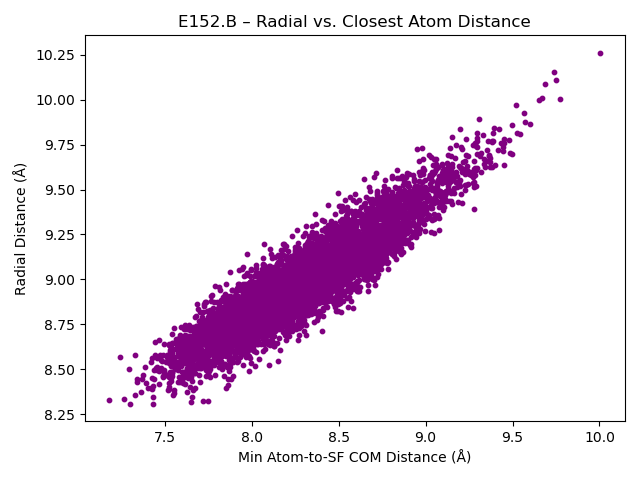 E152.B – Radial vs. Closest Atom Distance
Radial Distance (Å)
10.25
10.00
9.75
9.50
9.25
9.00
8.75
8.50
8.25
7.5 8.0 8.5 9.0 9.5 10.0
Min Atom-to-SF COM Distance (Å)